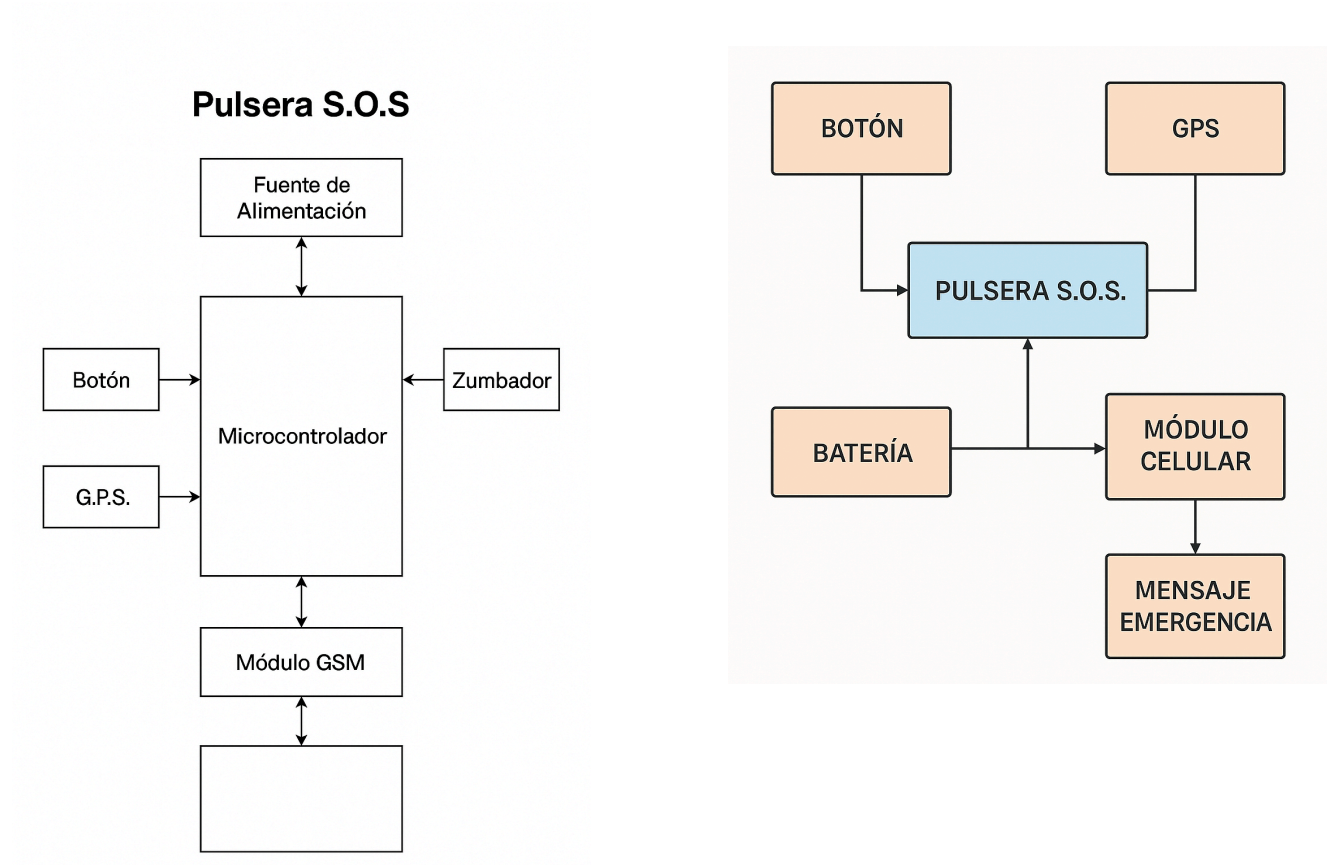 Pulsera S.O.S
Fuente de
Alimentación
Botón
Zumbador
Microcontrolador
G.P.S.
Módulo GSM
BOTÓN
GPS
PULSERA S.O.S.
BATERÍA
MÓDULO
CELULAR
MENSAJE
EMERGENCIA